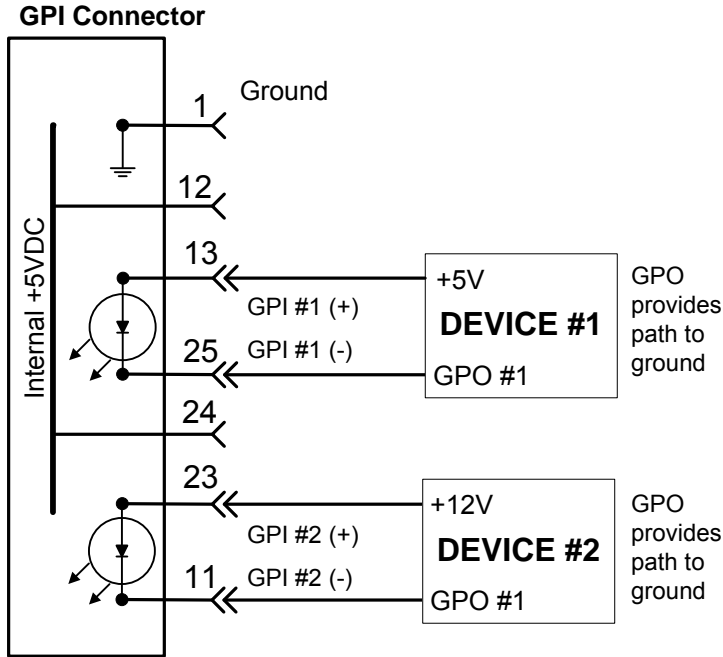 GPI Connector
Internal +5VDC
1
Ground
12
13
GPI #1 (+)
GPI #1 (-)
25
24
23
GPI #2 (+)
GPI #2 (-)
11
+5V
DEVICE #1
GPO #1
GPO
provides
path to
ground
+12V
DEVICE #2
GPO #1
GPO
provides
path to
ground